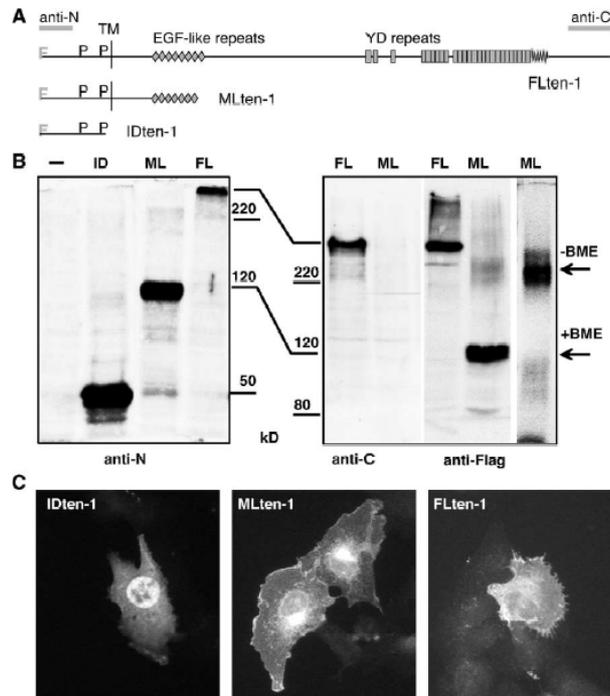 A
anti-N
anti-C
TM
EGF-like repeats
YD repeats
F P P
FLten-1
F P P
MLten-1
F P P
IDten-1
B
– ID ML FL
FL ML FL ML ML
220
120
50
kD
220
120
80
-BME
+BME
anti-N
anti-C
anti-Flag
C
IDten-1
MLten-1
FLten-1